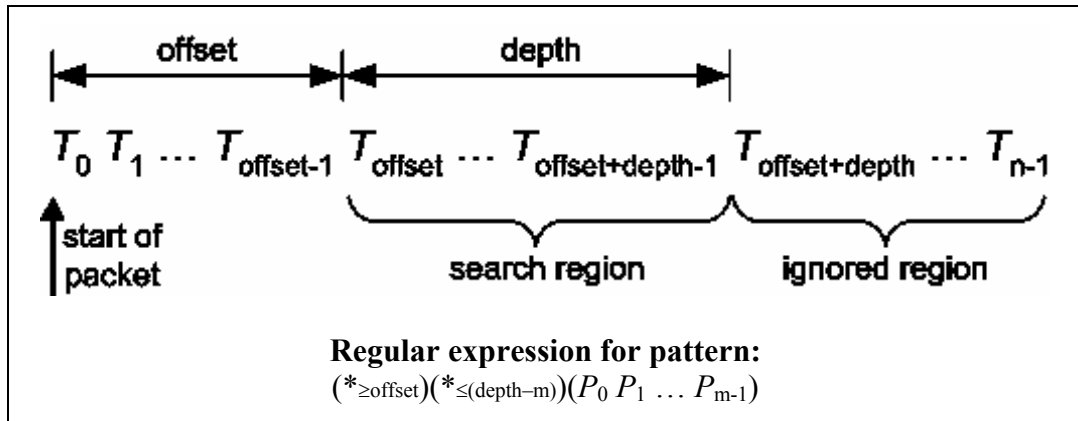 offset depth
T0 T1 ... Toffset-1 Toffset ... Toffset+depth-1 Toffset+depth ... Tn-1
start of packet
search region ignored region
Regular expression for pattern:
(*≥offset)(*≤(depth–m))(P0 P1 … Pm-1)